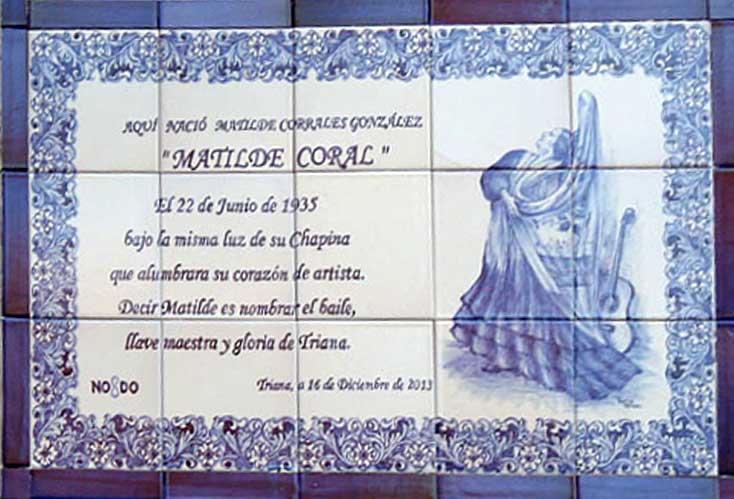 AQUÍ NACIÓ MATILDE CORRALES GONZÁLEZ
"MATILDE CORAL"
El 22 de Junio de 1935
bajo la misma luz de su Chapina
que alumbrara su corazón de artista.
Decir Matilde es nombrar el baile,
llave maestra y gloria de Triana.
NO8DO
Triana, a 16 de Diciembre de 2013